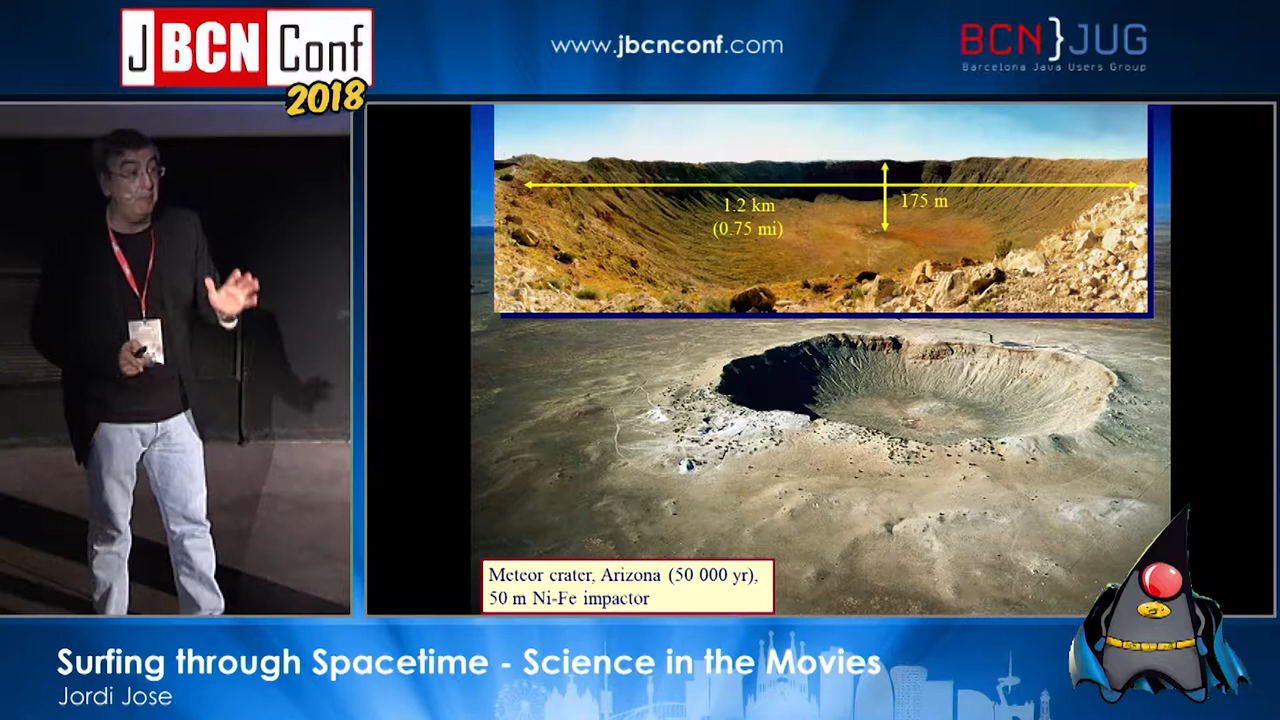 JBCN Conf
2018
www.jbcnconf.com
BCN}JUG
Barcelona Java Users Group
1.2 km
(0.75 mi)
175 m
Meteor crater, Arizona (50 000 yr),
50 m Ni-Fe impactor
Surfing through Spacetime - Science in the Movies
Jordi Jose